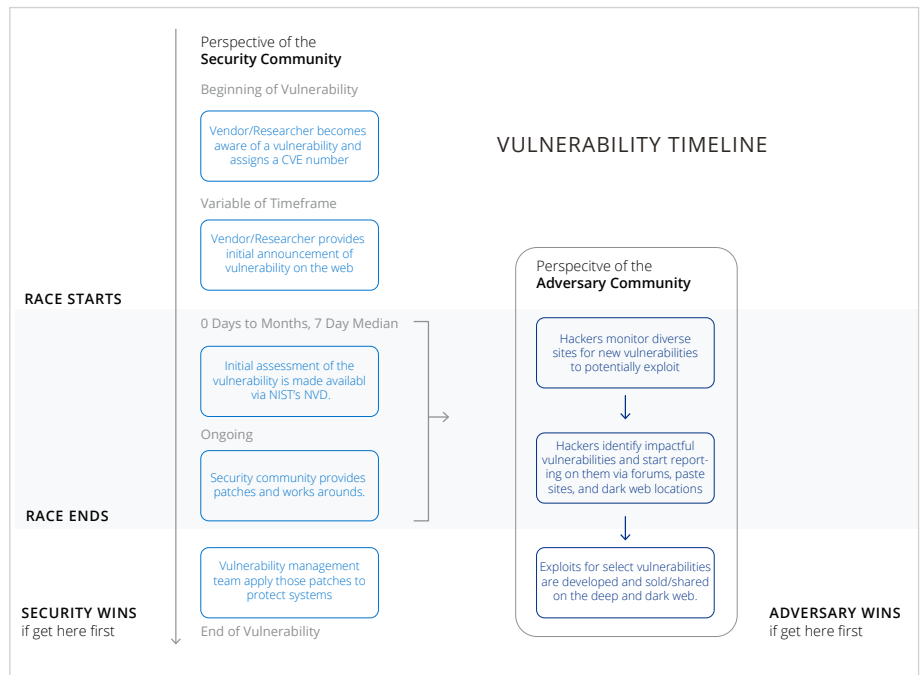 Perspective of the
Security Community
Beginning of Vulnerability
Vendor/Researcher becomes
aware of a vulnerability and
assigns a CVE number
VULNERABILITY TIMELINE
Variable of Timeframe
Vendor/Researcher provides
initial announcement of
vulnerability on the web
Perspecitve of the
Adversary Community
RACE STARTS
0 Days to Months, 7 Day Median
Initial assessment of the
vulnerability is made availabl
via NIST's NVD.
Hackers monitor diverse
sites for new vulnerabilities
to potentially exploit
Ongoing
Security community provides
patches and works arounds.
Hackers identify impactful
vulnerabilities and start report-
ing on them via forums, paste
sites, and dark web locations
RACE ENDS
Vulnerability management
team apply those patches to
protect systems
Exploits for select vulnerabilities
are developed and sold/shared
on the deep and dark web.
SECURITY WINS
if get here first
End of Vulnerability
ADVERSARY WINS
if get here first